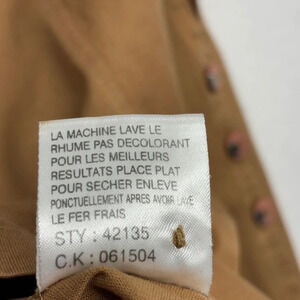 LA MACHINE LAVE LE
RHUME PAS DECOLORANT
POUR LES MEILLEURS
RESULTATS PLACE PLAT
POUR SECHER ENLEVE
PONCTUELLEMENT APRES AVOIR LAVE
LE FER FRAIS
STY : 42135
C.K : 061504